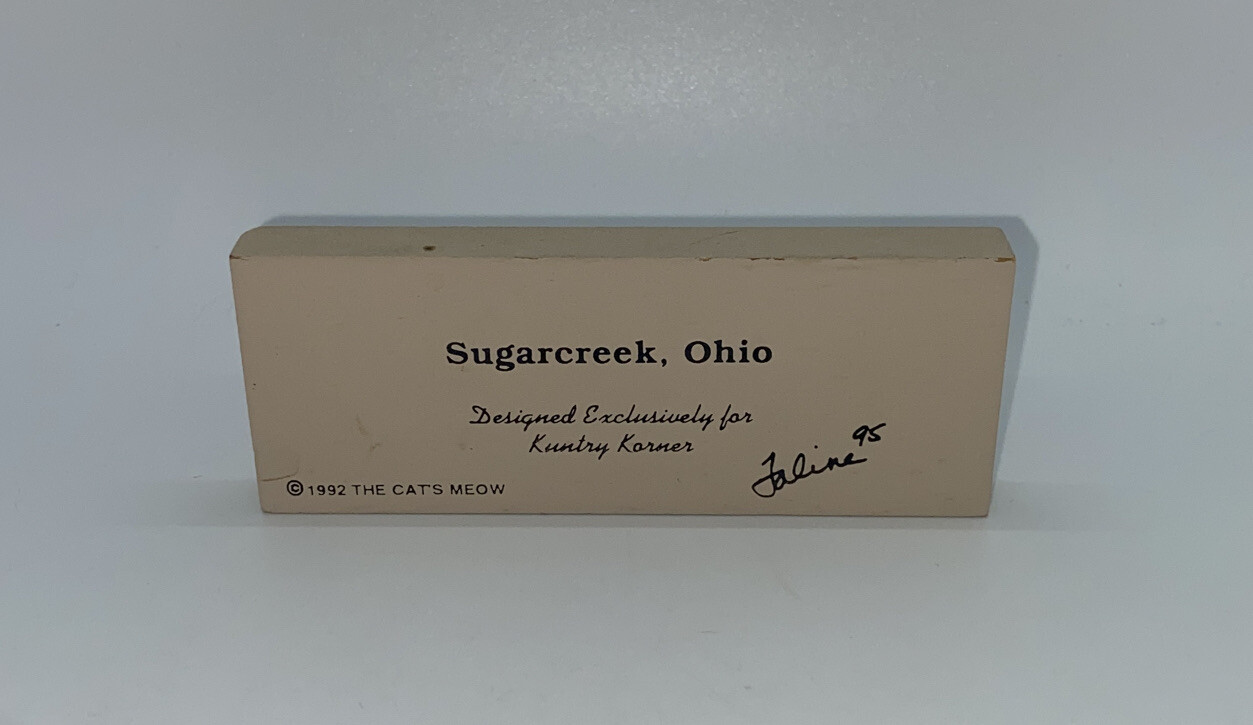 Sugarcreek, Ohio
Designed Exclusively for
Kuntry Korner
Faline 95
© 1992 THE CAT'S MEOW